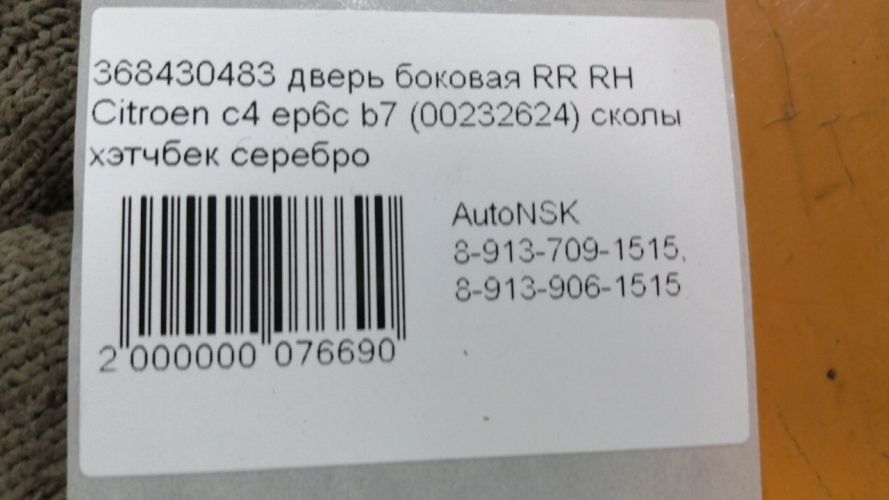 368430483 дверь боковая RR RH
Citroen c4 ep6c b7 (00232624) сколы
хэтчбек серебро
AutoNSK
8-913-709-1515,
8-913-906-1515
2 000000 076690